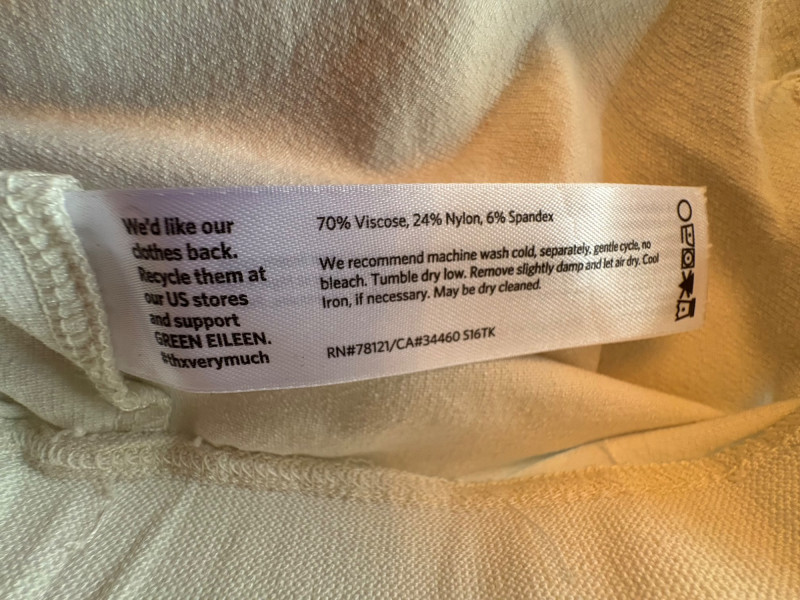 We'd like our
clothes back.
Recycle them at
our US stores
and support
GREEN EILEEN.
#thxverymuch
70% Viscose, 24% Nylon, 6% Spandex
We recommend machine wash cold, separately, gentle cycle, no
bleach. Tumble dry low. Remove slightly damp and let air dry. Cool
Iron, if necessary. May be dry cleaned.
RN#78121/CA#34460 S16TK